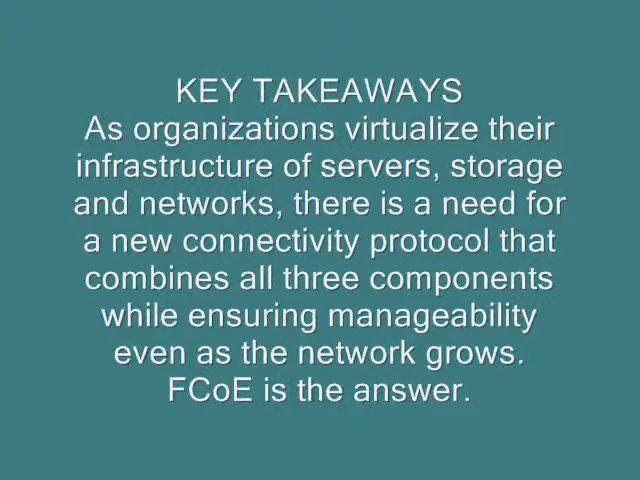 KEY TAKEAWAYS
As organizations virtualize their
infrastructure of servers, storage
and networks, there is a need for
a new connectivity protocol that
combines all three components
while ensuring manageability
even as the network grows.
FCoE is the answer.